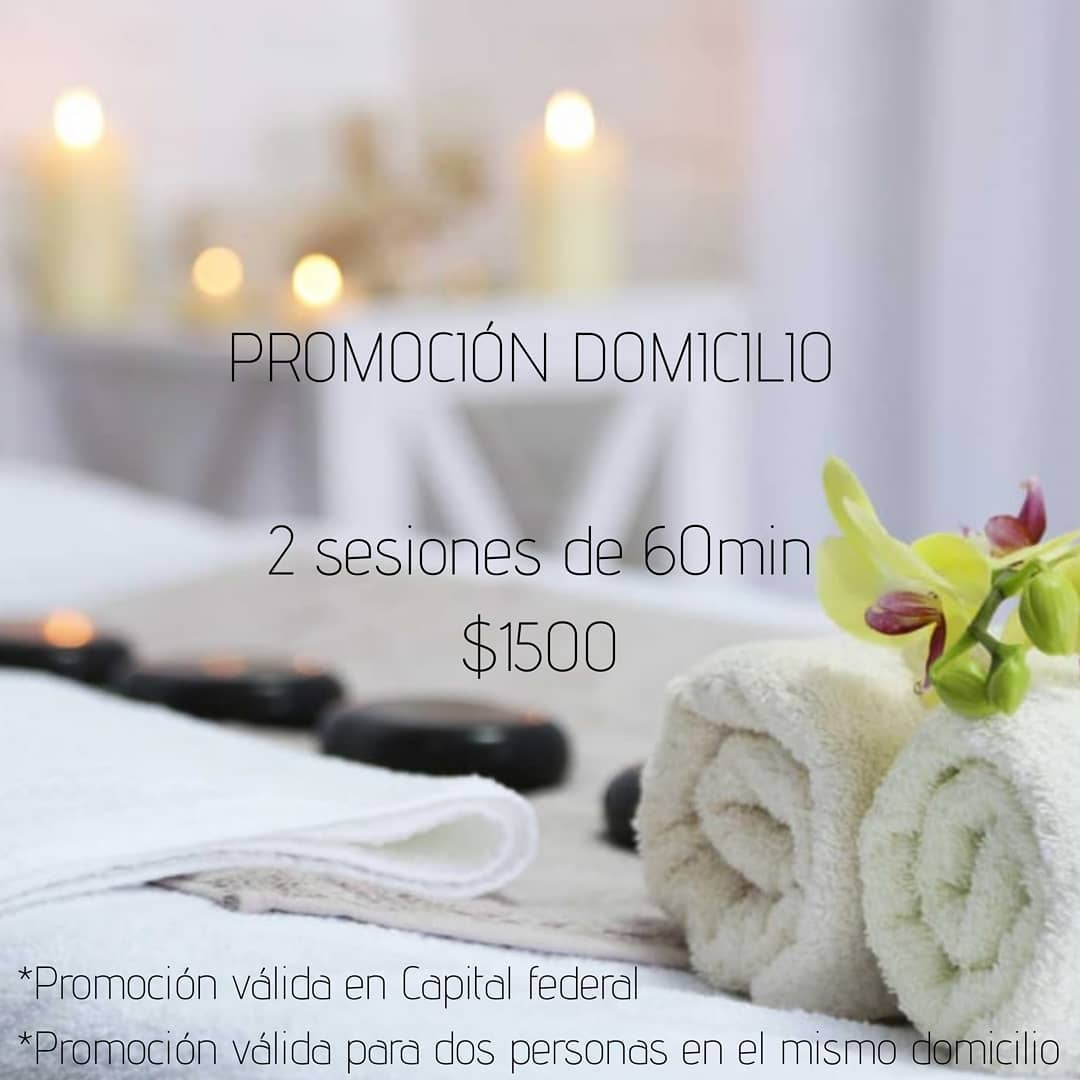 PROMOCIÓN DOMICILIO
2 sesiones de 60min
$1500
*Promoción válida en Capital federal
*Promoción válida para dos personas en el mismo domicilio